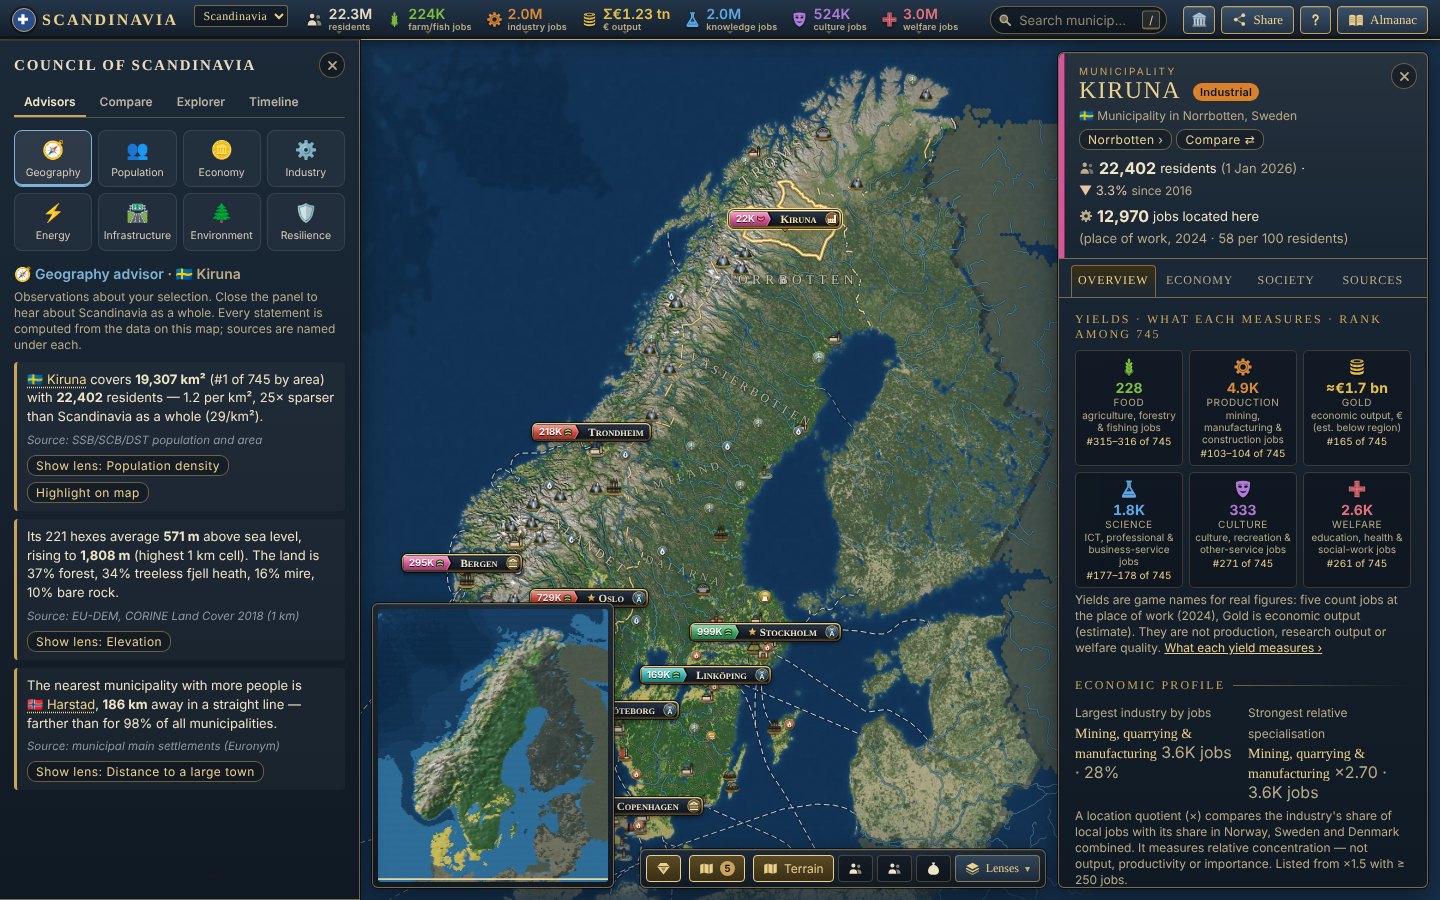 SCANDINAVIA
Scandinavia
22.3M residents
224K farm/fish jobs
2.0M industry jobs
Σ€1.23 tn € output
2.0M knowledge jobs
524K culture jobs
3.0M welfare jobs
Search municip... /
Share
?
Almanac
COUNCIL OF SCANDINAVIA
Advisors Compare Explorer Timeline
Geography Population Economy Industry
Energy Infrastructure Environment Resilience
Geography advisor · Kiruna
Observations about your selection. Close the panel to
hear about Scandinavia as a whole. Every statement is
computed from the data on this map; sources are named
under each.
Kiruna covers 19,307 km² (#1 of 745 by area)
with 22,402 residents — 1.2 per km², 25× sparser
than Scandinavia as a whole (29/km²).
Source: SSB/SCB/DST population and area
Show lens: Population density
Highlight on map
Its 221 hexes average 571 m above sea level,
rising to 1,808 m (highest 1 km cell). The land is
37% forest, 34% treeless fjell heath, 16% mire,
10% bare rock.
Source: EU-DEM, CORINE Land Cover 2018 (1 km)
Show lens: Elevation
The nearest municipality with more people is
Harstad, 186 km away in a straight line —
farther than for 98% of all municipalities.
Source: municipal main settlements (Euronym)
Show lens: Distance to a large town
22K Kiruna
ORRBOTTEN
VÄSTERBOTTEN
218K Trondheim
295K Bergen
729K ★ Oslo
999K ★ Stockholm
169K Linköping
ÖTEBORG
Copenhagen
5
Terrain
Lenses ▾
MUNICIPALITY
KIRUNA Industrial
Municipality in Norrbotten, Sweden
Norrbotten › Compare ⇄
22,402 residents (1 Jan 2026) ·
▼ 3.3% since 2016
12,970 jobs located here
(place of work, 2024 · 58 per 100 residents)
OVERVIEW ECONOMY SOCIETY SOURCES
YIELDS · WHAT EACH MEASURES · RANK
AMONG 745
228
FOOD
agriculture, forestry
& fishing jobs
#315–316 of 745
4.9K
PRODUCTION
mining,
manufacturing &
construction jobs
#103–104 of 745
≈€1.7 bn
GOLD
economic output, €
(est. below region)
#165 of 745
1.8K
SCIENCE
ICT, professional &
business-service
jobs
#177–178 of 745
333
CULTURE
culture, recreation &
other-service jobs
#271 of 745
2.6K
WELFARE
education, health &
social-work jobs
#261 of 745
Yields are game names for real figures: five count jobs at
the place of work (2024), Gold is economic output
(estimate). They are not production, research output or
welfare quality. What each yield measures ›
ECONOMIC PROFILE
Largest industry by jobs
Mining, quarrying &
manufacturing 3.6K jobs
· 28%
Strongest relative
specialisation
Mining, quarrying &
manufacturing ×2.70 ·
3.6K jobs
A location quotient (×) compares the industry's share of
local jobs with its share in Norway, Sweden and Denmark
combined. It measures relative concentration — not
output, productivity or importance. Listed from ×1.5 with ≥
250 jobs.